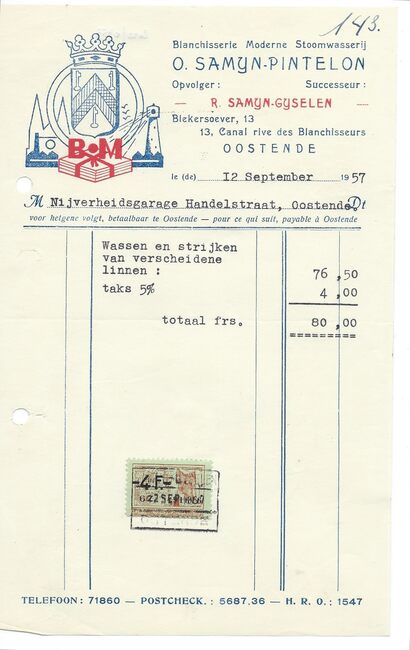 143.
Blanchisserie Moderne Stoomwasserij
O. SAMYN-PINTELON
Opvolger : Successeur :
— R. SAMYN-GYSELEN —
Blekersoever, 13
13, Canal rive des Blanchisseurs
OOSTENDE
B.M
le (de) 12 September 1957
M Nijverheidsgarage Handelstraat, Oostende. Dt
voor hetgene volgt, betaalbaar te Oostende — pour ce qui suit, payable à Ostende
Wassen en strijken
van verscheidene
linnen : 76,50
taks 5% 4,00
totaal frs. 80,00
4F
SEP
TELEFOON: 71860 — POSTCHECK. : 5687.36 — H. R. O. : 1547